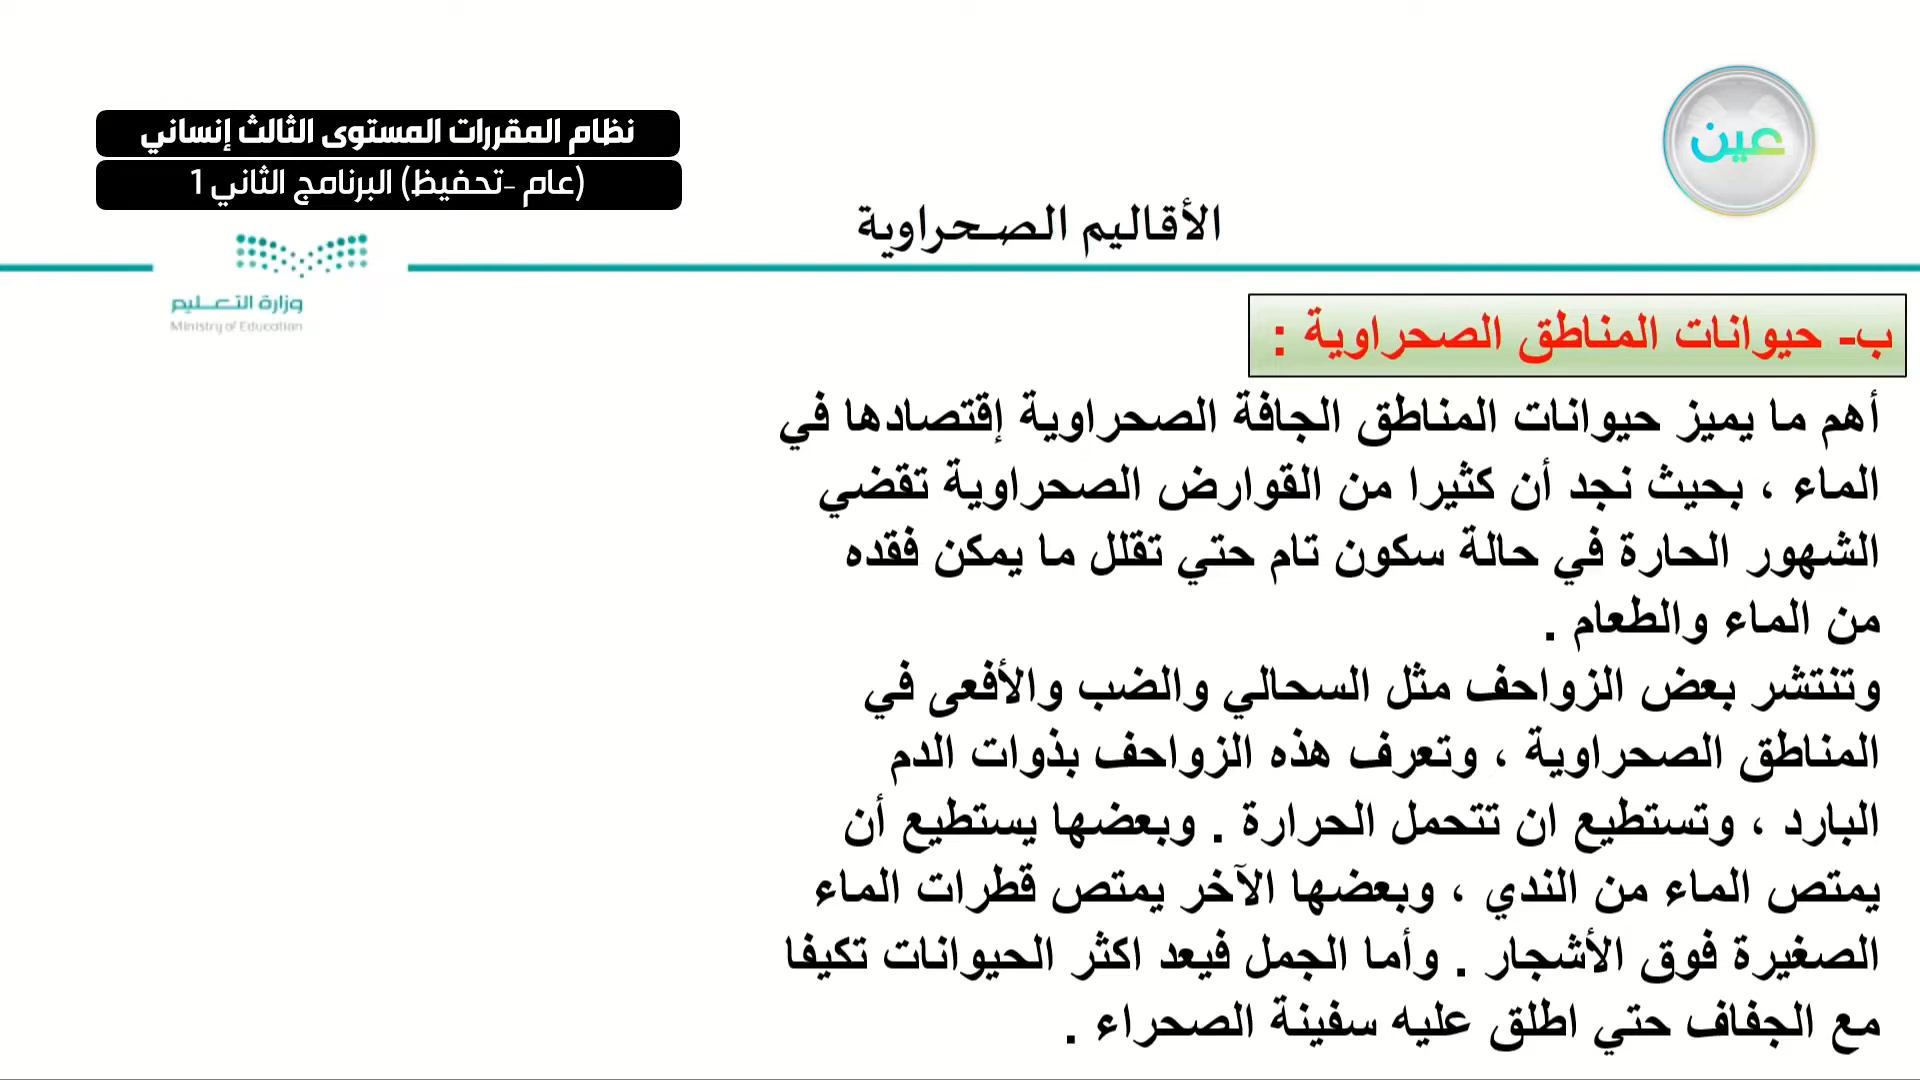 نظام المقررات المستوى الثالث إنساني
(عام -تحفيظ) البرنامج الثاني 1
عين
الأقاليم الصحراوية
وزارة التعليم
Ministry of Education
ب- حيوانات المناطق الصحراوية :
أهم ما يميز حيوانات المناطق الجافة الصحراوية إقتصادها في
الماء ، بحيث نجد أن كثيرا من القوارض الصحراوية تقضي
الشهور الحارة في حالة سكون تام حتي تقلل ما يمكن فقده
من الماء والطعام .
وتنتشر بعض الزواحف مثل السحالي والضب والأفعى في
المناطق الصحراوية ، وتعرف هذه الزواحف بذوات الدم
البارد ، وتستطيع ان تتحمل الحرارة . وبعضها يستطيع أن
يمتص الماء من الندي ، وبعضها الآخر يمتص قطرات الماء
الصغيرة فوق الأشجار . وأما الجمل فيعد اكثر الحيوانات تكيفا
مع الجفاف حتي اطلق عليه سفينة الصحراء .